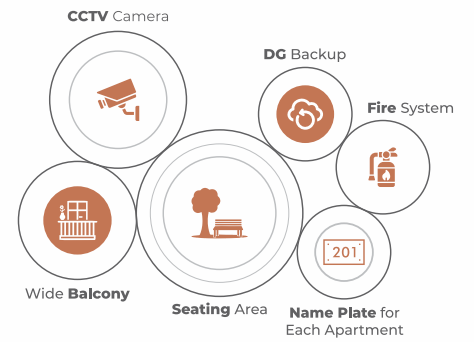 CCTV Camera
DG Backup
Fire System
201
Wide Balcony
Seating Area
Name Plate for
Each Apartment